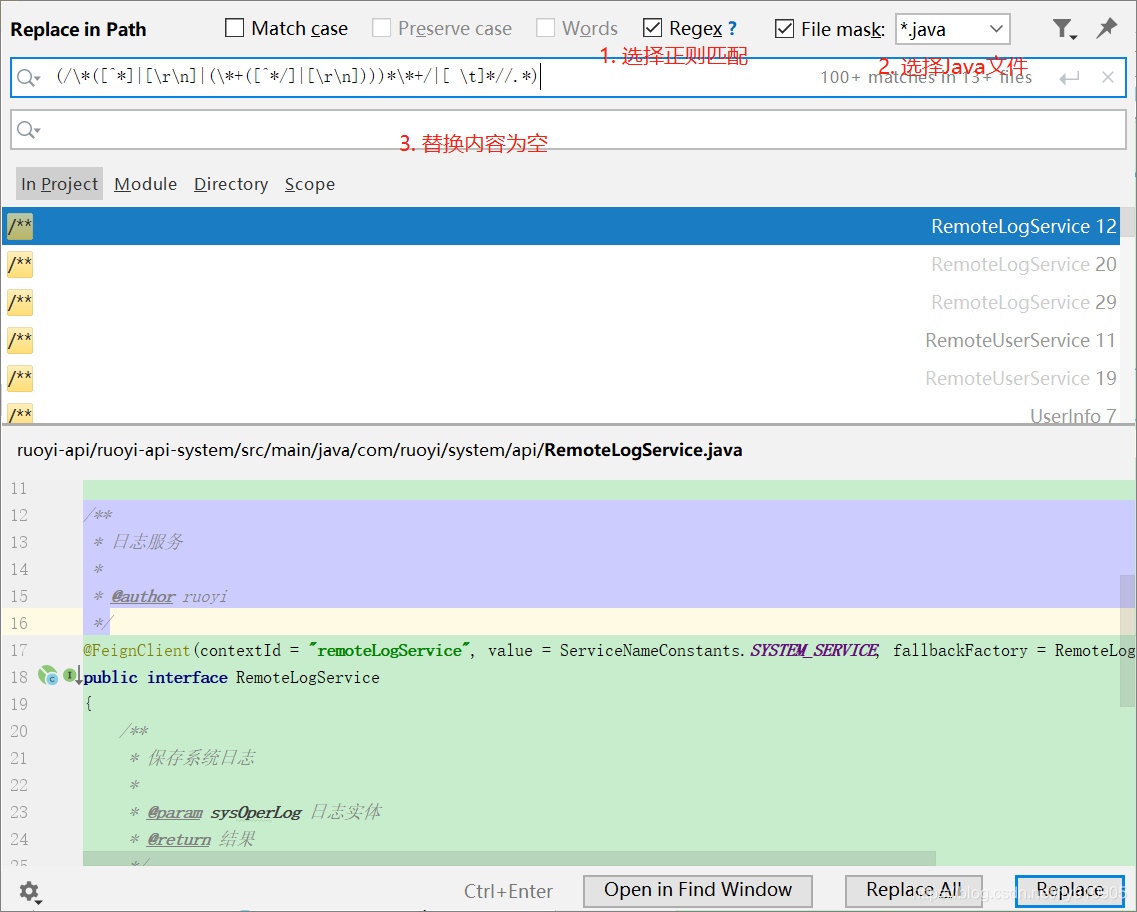 Replace in Path
Match case
Preserve case
Words
Regex ?
File mask:
*.java
1. 选择正则匹配
(/\*([^*]|[\r\n]|(\*+([^*/]|[\r\n])))*\*+/|[ \t]*//.*)
100+ matches in 13+ files
2. 选择Java文件
3. 替换内容为空
In Project Module Directory Scope
/** RemoteLogService 12
/** RemoteLogService 20
/** RemoteLogService 29
/** RemoteUserService 11
/** RemoteUserService 19
/** UserInfo 7
ruoyi-api/ruoyi-api-system/src/main/java/com/ruoyi/system/api/RemoteLogService.java
11
12 /**
13 * 日志服务
14 *
15 * @author ruoyi
16 */
17 @FeignClient(contextId = "remoteLogService", value = ServiceNameConstants.SYSTEM_SERVICE, fallbackFactory = RemoteLog
18 public interface RemoteLogService
19 {
20 /**
21 * 保存系统日志
22 *
23 * @param sysOperLog 日志实体
24 * @return 结果
25 */
Ctrl+Enter
Open in Find Window
Replace All
Replace